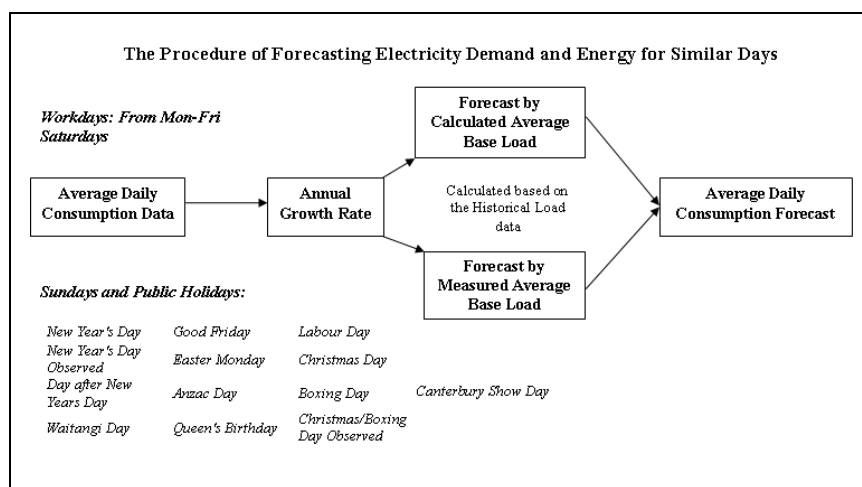 The Procedure of Forecasting Electricity Demand and Energy for Similar Days
Workdays: From Mon-Fri
Saturdays
Forecast by
Calculated Average
Base Load
Average Daily
Consumption Data
Annual
Growth Rate
Calculated based on
the Historical Load
data
Average Daily
Consumption Forecast
Forecast by
Measured Average
Base Load
Sundays and Public Holidays:
New Year's Day
Good Friday
Labour Day
New Year's Day
Observed
Easter Monday
Christmas Day
Day after New
Years Day
Anzac Day
Boxing Day
Canterbury Show Day
Waitangi Day
Queen's Birthday
Christmas/Boxing
Day Observed